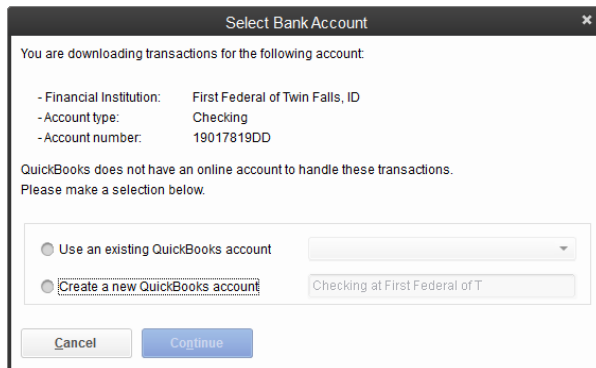 Select Bank Account
You are downloading transactions for the following account:
- Financial Institution: First Federal of Twin Falls, ID
- Account type: Checking
- Account number: 19017819DD
QuickBooks does not have an online account to handle these transactions.
Please make a selection below.
Use an existing QuickBooks account
Create a new QuickBooks account Checking at First Federal of T
Cancel Continue